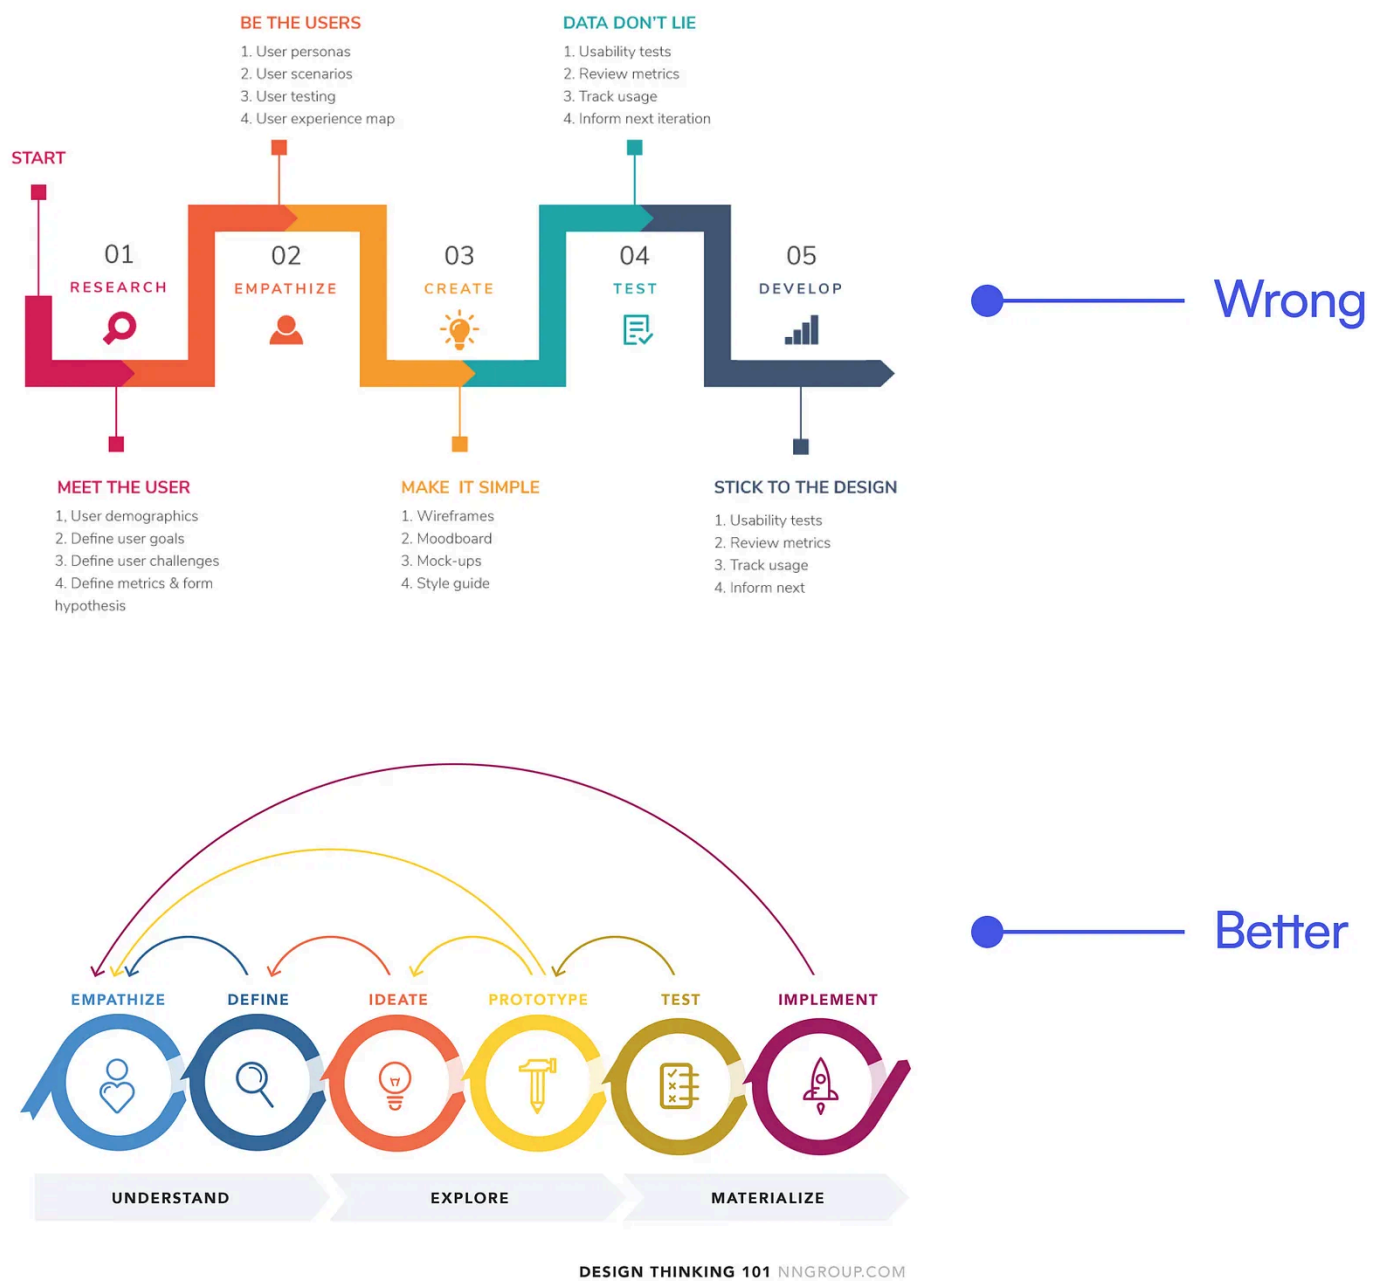 BE THE USERS
1. User personas
2. User scenarios
3. User testing
4. User experience map
DATA DON'T LIE
1. Usability tests
2. Review metrics
3. Track usage
4. Inform next iteration
START
01
RESEARCH
02
EMPATHIZE
03
CREATE
04
TEST
05
DEVELOP
Wrong
MEET THE USER
1, User demographics
2. Define user goals
3. Define user challenges
4. Define metrics & form
hypothesis
MAKE  IT SIMPLE
1. Wireframes
2. Moodboard
3. Mock-ups
4. Style guide
STICK TO THE DESIGN
1. Usability tests
2. Review metrics
3. Track usage
4. Inform next
Better
EMPATHIZE
DEFINE
IDEATE
PROTOTYPE
TEST
IMPLEMENT
UNDERSTAND
EXPLORE
MATERIALIZE
DESIGN THINKING 101 NNGROUP.COM